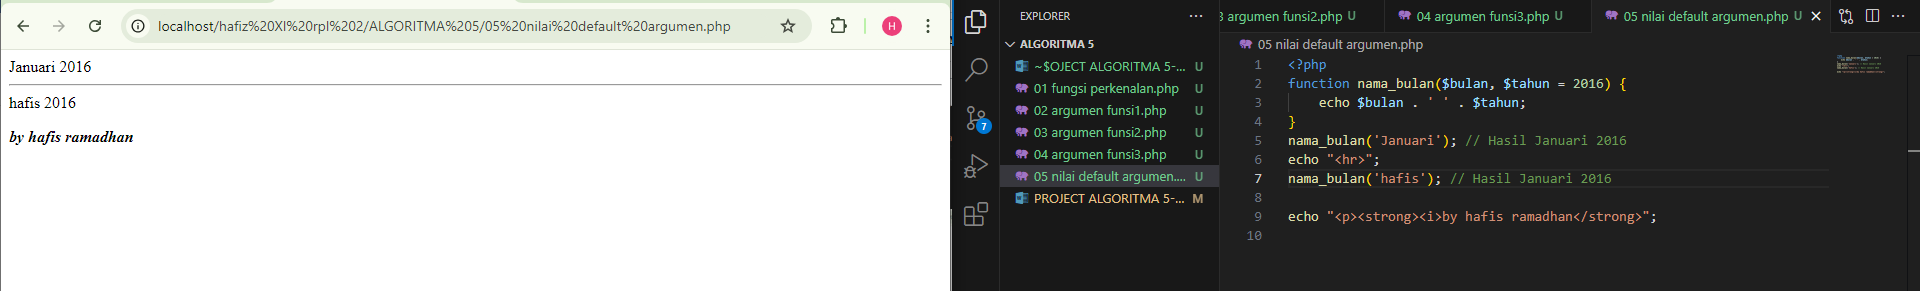 localhost/hafiz%20XI%20rpl%202/ALGORITMA%205/05%20nilai%20default%20argumen.php
H
Januari 2016
hafis 2016
by hafis ramadhan
7
EXPLORER
ALGORITMA 5
~$OJECT ALGORITMA 5-... U
01 fungsi perkenalan.php U
02 argumen funsi1.php U
03 argumen funsi2.php U
04 argumen funsi3.php U
05 nilai default argumen.... U
PROJECT ALGORITMA 5-... M
3 argumen funsi2.php U
04 argumen funsi3.php U
05 nilai default argumen.php U
05 nilai default argumen.php
1 <?php
2 function nama_bulan($bulan, $tahun = 2016) {
3 echo $bulan . ' ' . $tahun;
4 }
5 nama_bulan('Januari'); // Hasil Januari 2016
6 echo "<hr>";
7 nama_bulan('hafis'); // Hasil Januari 2016
8
9 echo "<p><strong><i>by hafis ramadhan</strong>";
10